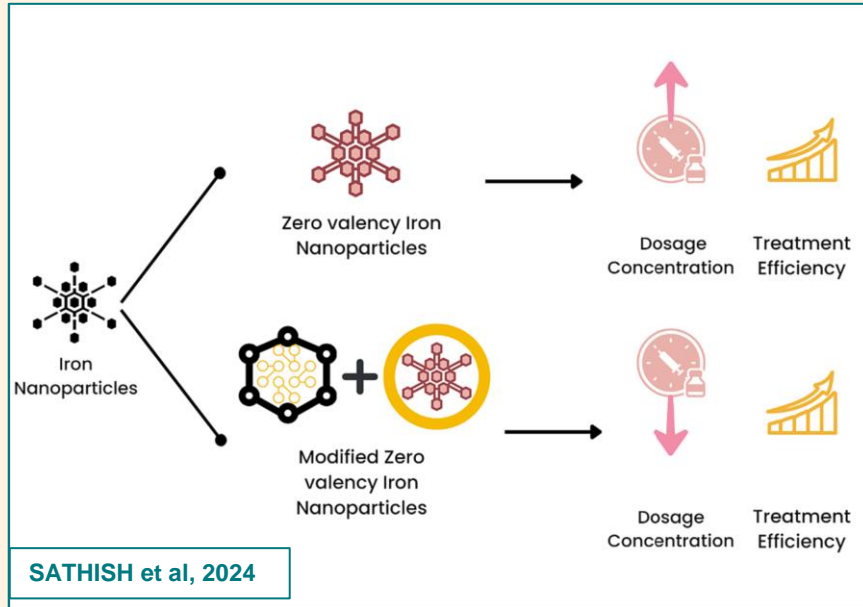 Zero valency Iron
Nanoparticles
Dosage
Concentration
Treatment
Efficiency
Iron
Nanoparticles
Modified Zero
valency Iron
Nanoparticles
Dosage
Concentration
Treatment
Efficiency
SATHISH et al, 2024